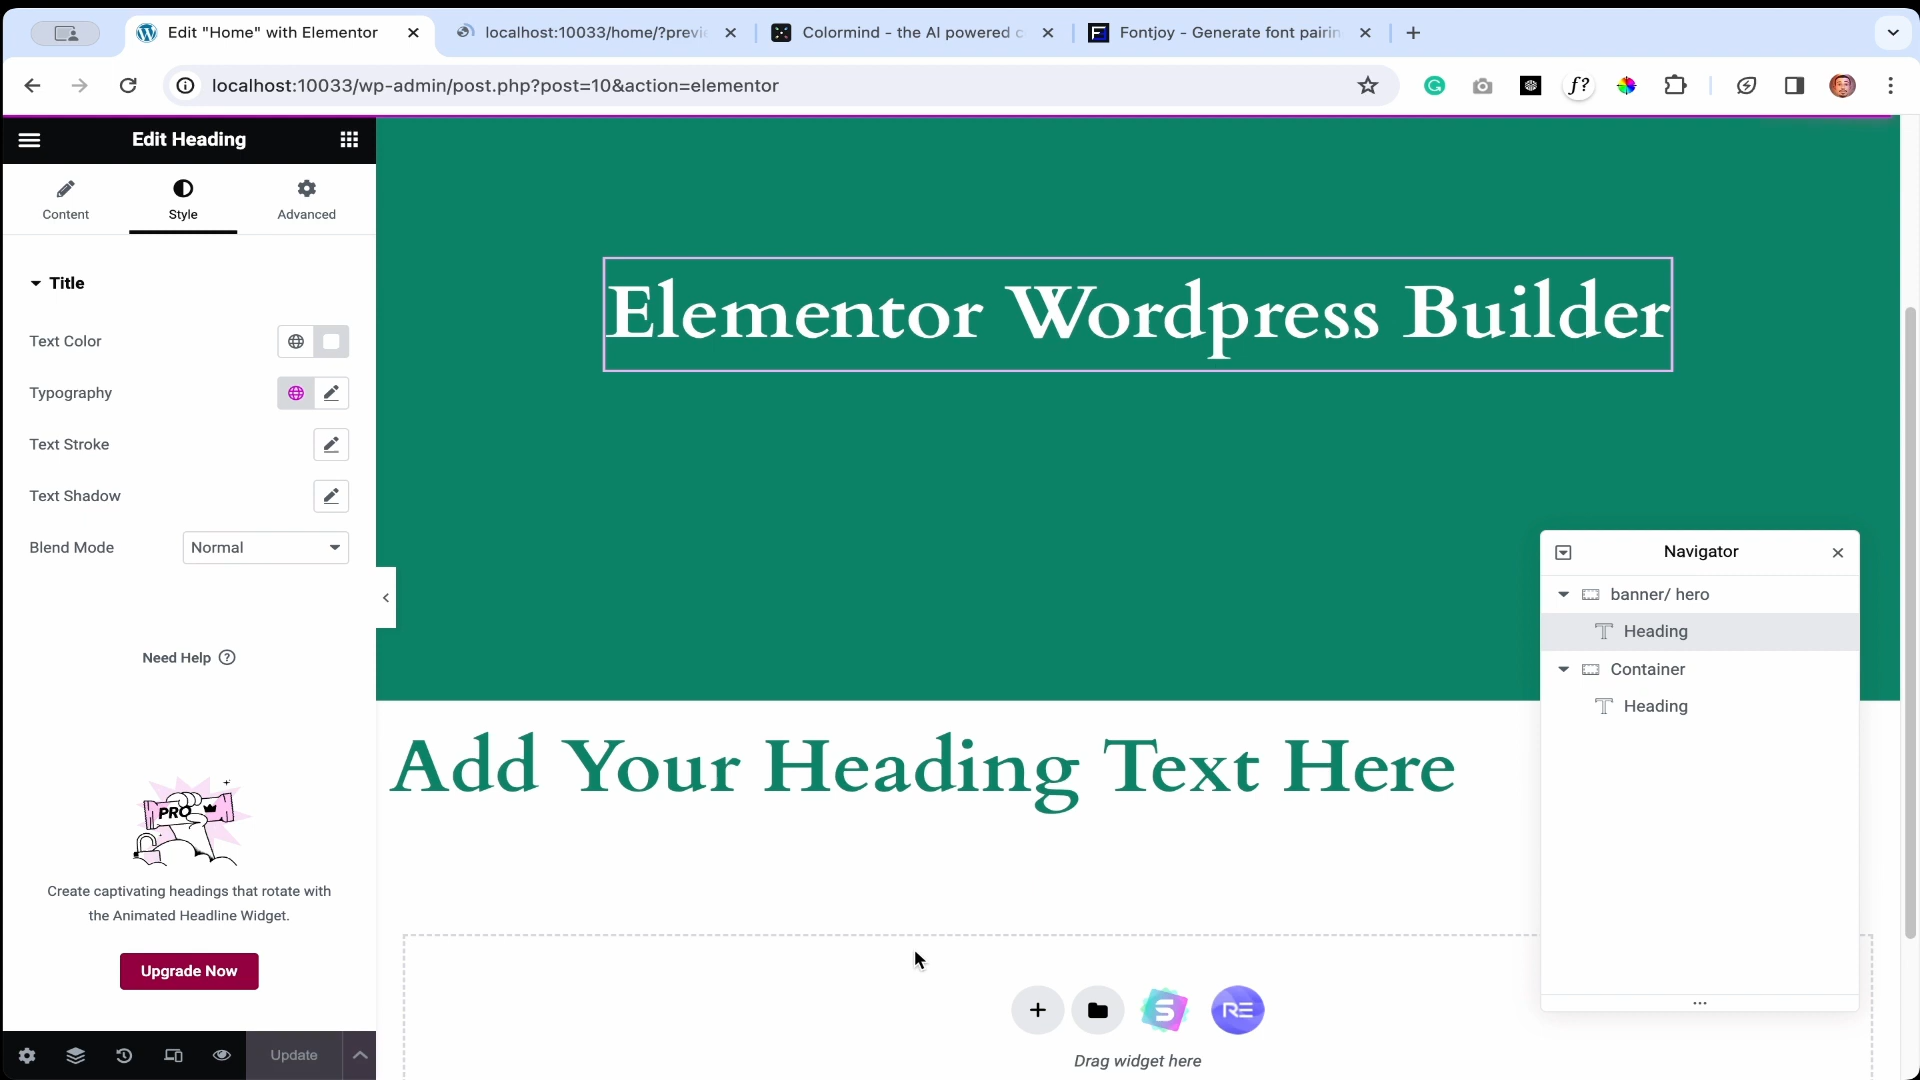 Edit "Home" with Elementor
localhost:10033/home/?previ
Colormind - the AI powered c
Fontjoy - Generate font pairin
localhost:10033/wp-admin/post.php?post=10&action=elementor
f?
Edit Heading
Content
Style
Advanced
Title
Text Color
Typography
Text Stroke
Text Shadow
Blend Mode
Normal
Need Help
PRO
Create captivating headings that rotate with
the Animated Headline Widget.
Upgrade Now
Update
Elementor Wordpress Builder
Add Your Heading Text Here
S
RE
Drag widget here
Navigator
banner/ hero
Heading
Container
Heading